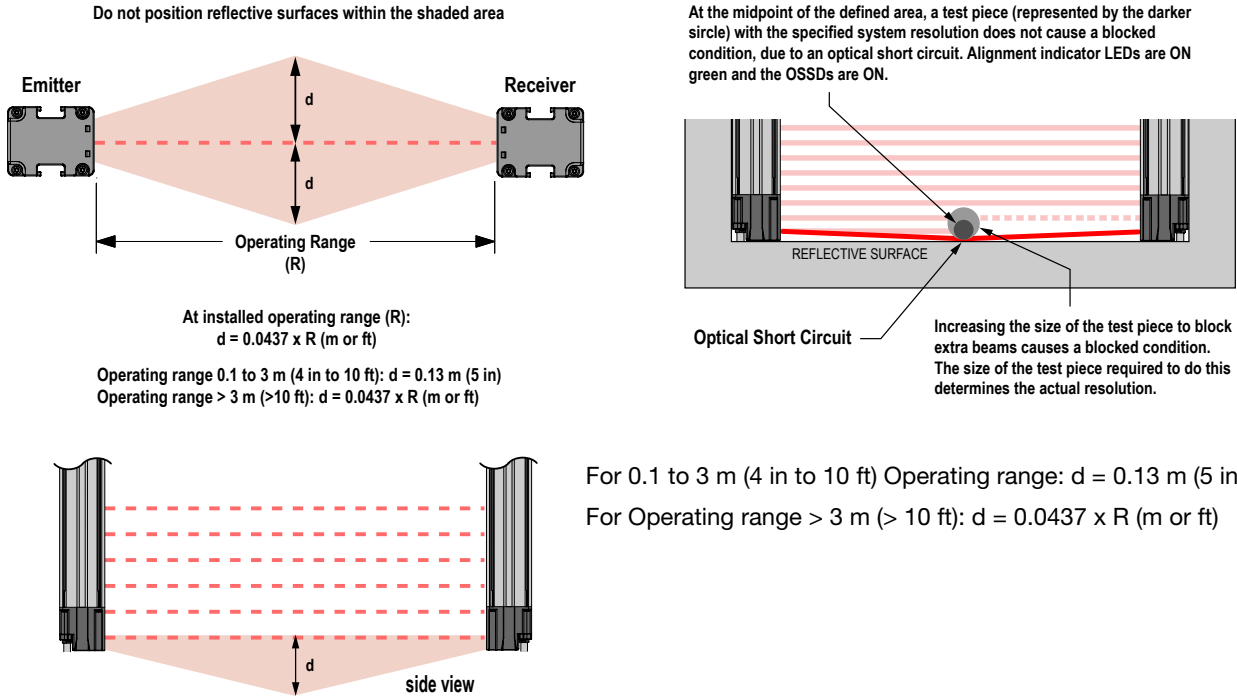 Do not position reflective surfaces within the shaded area
Emitter
Receiver
d
d
Operating Range
(R)
At installed operating range (R):
d = 0.0437 x R (m or ft)
Operating range 0.1 to 3 m (4 in to 10 ft): d = 0.13 m (5 in)
Operating range > 3 m (>10 ft): d = 0.0437 x R (m or ft)
At the midpoint of the defined area, a test piece (represented by the darker
sircle) with the specified system resolution does not cause a blocked
condition, due to an optical short circuit. Alignment indicator LEDs are ON
green and the OSSDs are ON.
REFLECTIVE SURFACE
Optical Short Circuit
Increasing the size of the test piece to block
extra beams causes a blocked condition.
The size of the test piece required to do this
determines the actual resolution.
d
side view
For 0.1 to 3 m (4 in to 10 ft) Operating range: d = 0.13 m (5 in
For Operating range > 3 m (> 10 ft): d = 0.0437 x R (m or ft)